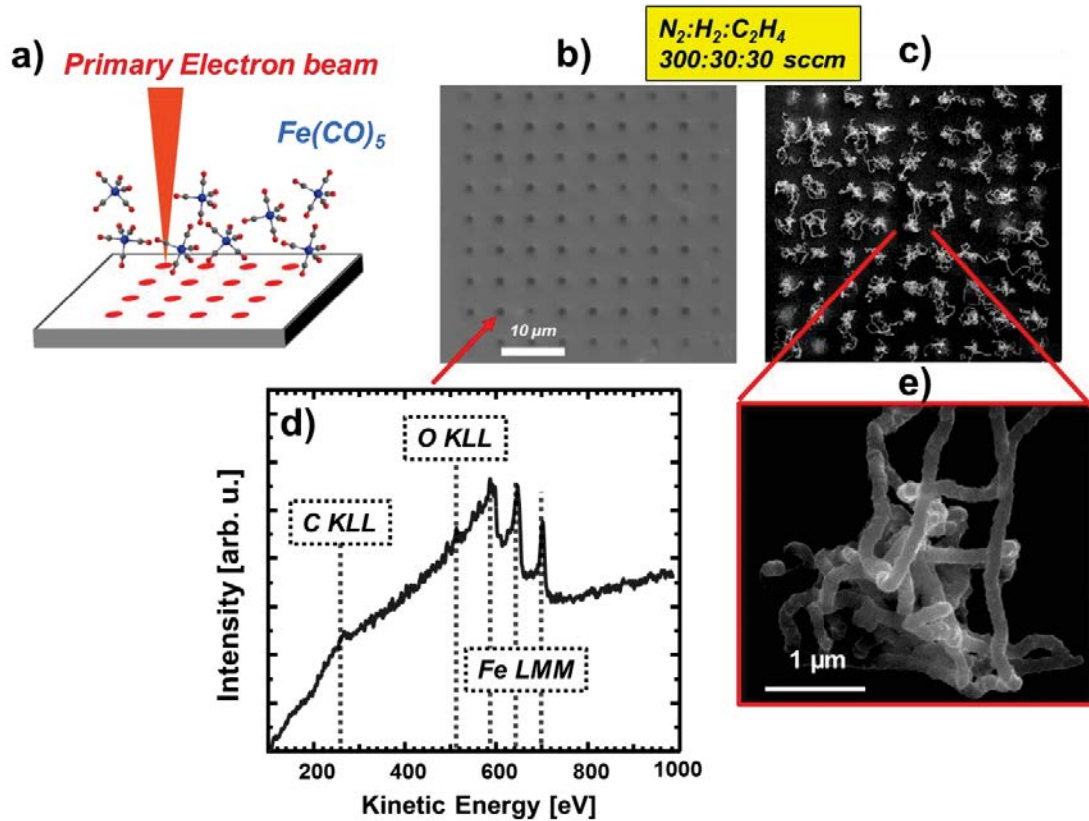 a)
Primary Electron beam
Fe(CO)5
N2:H2:C2H4
300:30:30 sccm
b)
c)
10 µm
d)
O KLL
C KLL
Fe LMM
Intensity [arb. u.]
200 400 600 800 1000
Kinetic Energy [eV]
e)
1 µm